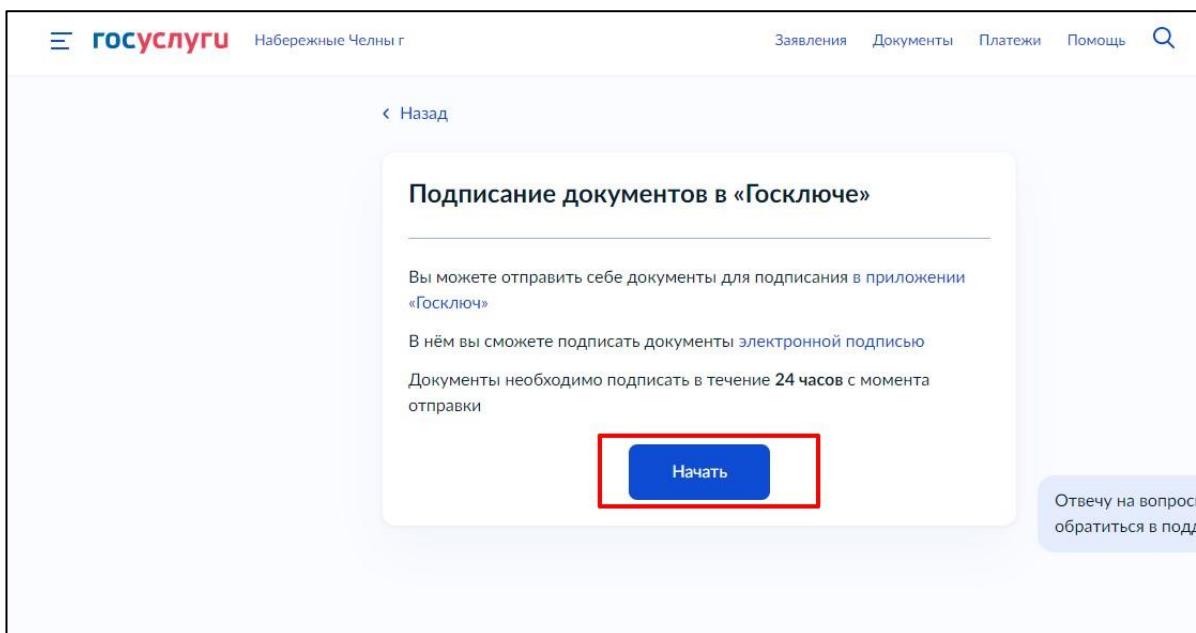 госуслуги Набережные Челны г Заявления Документы Платежи Помощь
Назад
Подписание документов в «Госключе»
Вы можете отправить себе документы для подписания в приложении
«Госключ»
В нём вы сможете подписать документы электронной подписью
Документы необходимо подписать в течение 24 часов с момента
отправки
Начать
Отвечу на
обратиться в